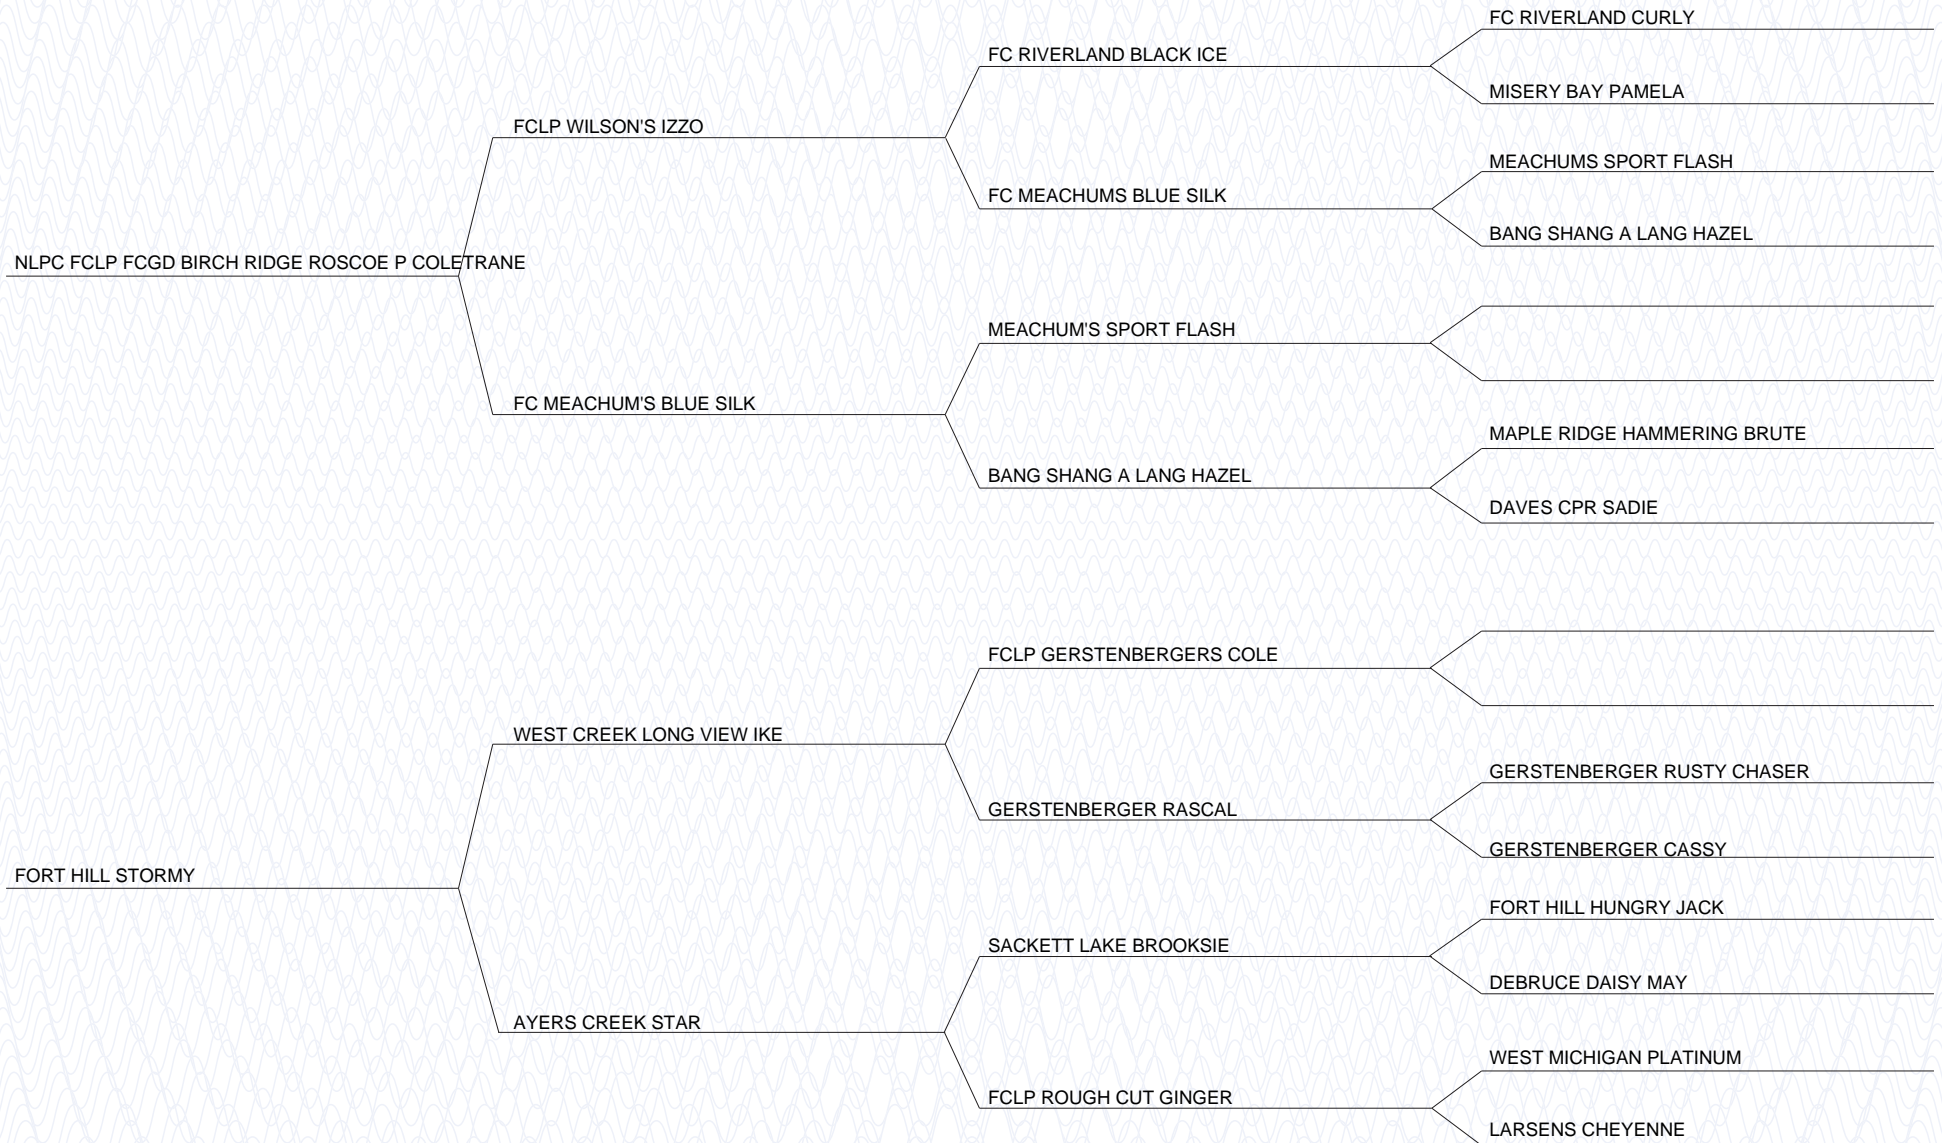 FC RIVERLAND CURLY
FC RIVERLAND BLACK ICE
MISERY BAY PAMELA
FCLP WILSON'S IZZO
MEACHUMS SPORT FLASH
FC MEACHUMS BLUE SILK
BANG SHANG A LANG HAZEL
NLPC FCLP FCGD BIRCH RIDGE ROSCOE P COLETRANE
MEACHUM'S SPORT FLASH
FC MEACHUM'S BLUE SILK
MAPLE RIDGE HAMMERING BRUTE
BANG SHANG A LANG HAZEL
DAVES CPR SADIE
FCLP GERSTENBERGERS COLE
WEST CREEK LONG VIEW IKE
GERSTENBERGER RUSTY CHASER
GERSTENBERGER RASCAL
GERSTENBERGER CASSY
FORT HILL STORMY
FORT HILL HUNGRY JACK
SACKETT LAKE BROOKSIE
DEBRUCE DAISY MAY
AYERS CREEK STAR
WEST MICHIGAN PLATINUM
FCLP ROUGH CUT GINGER
LARSENS CHEYENNE